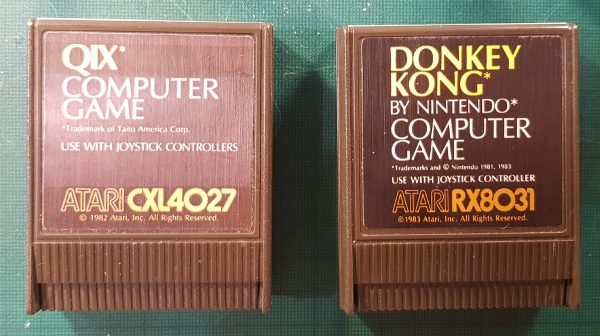 QIX*
COMPUTER
GAME
*Trademark of Taito America Corp.
USE WITH JOYSTICK CONTROLLERS
ATARI CXL4027
© 1982 Atari, Inc. All Rights Reserved.
DONKEY
KONG*
BY NINTENDO*
COMPUTER
GAME
*Trademarks and © Nintendo 1981, 1983
USE WITH JOYSTICK CONTROLLER
ATARI RX8031
© 1983 Atari, Inc. All Rights Reserved.